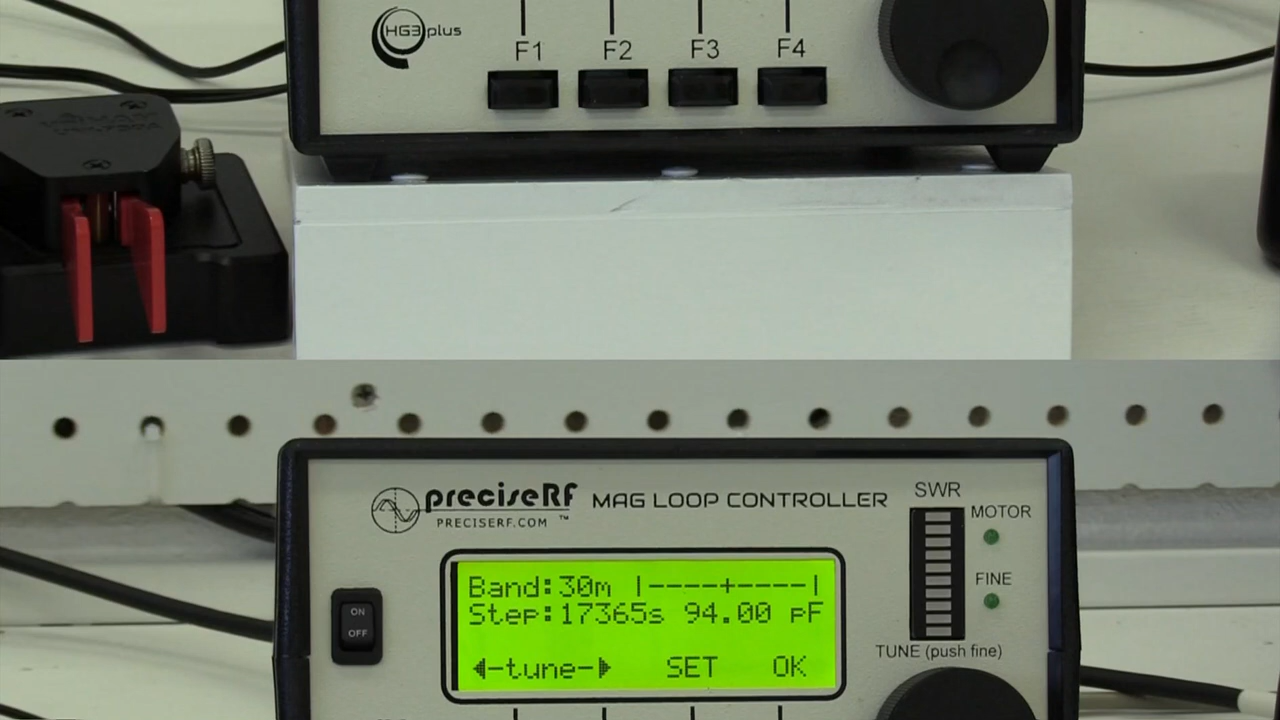 HG3plus
F1 F2 F3 F4
preciseRF
PRECISERF.COM ™
MAG LOOP CONTROLLER
SWR
MOTOR
FINE
TUNE (push fine)
ON
OFF
Band:30m |----+----|
Step:17365s 94.00 pF
◄-tune-► SET OK